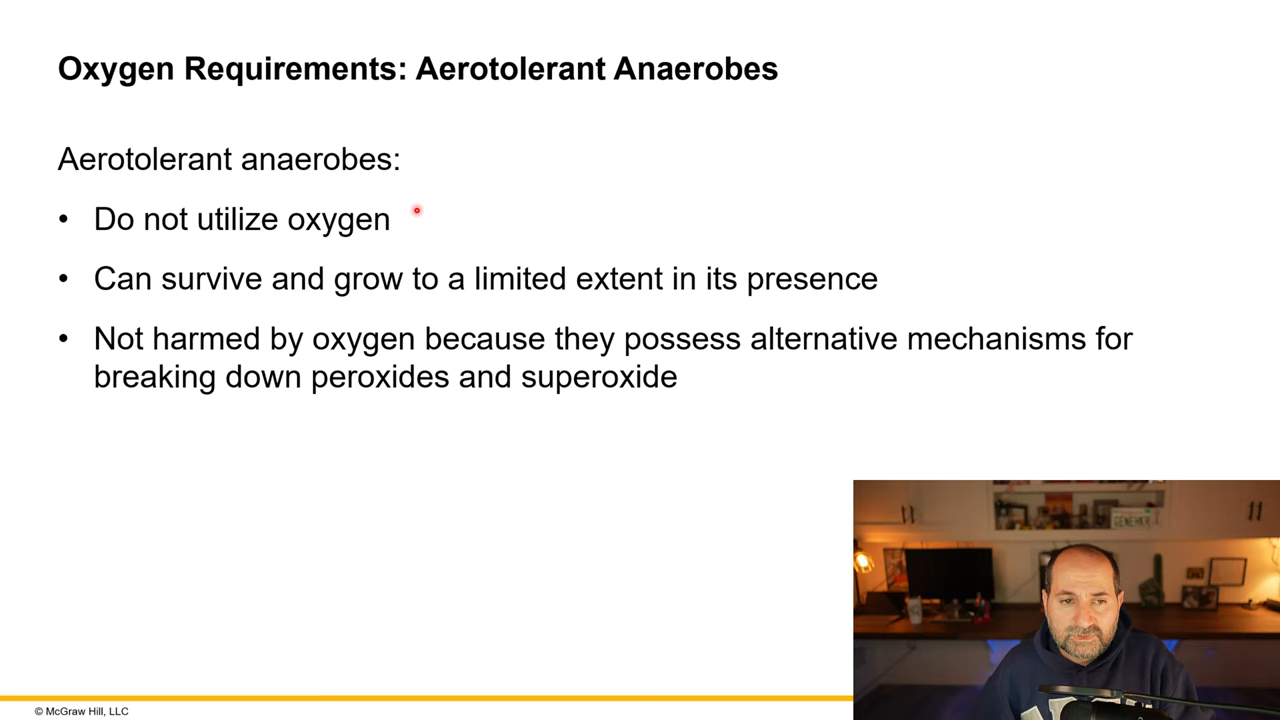 Oxygen Requirements: Aerotolerant Anaerobes
Aerotolerant anaerobes:
• Do not utilize oxygen
• Can survive and grow to a limited extent in its presence
• Not harmed by oxygen because they possess alternative mechanisms for
breaking down peroxides and superoxide
© McGraw Hill, LLC